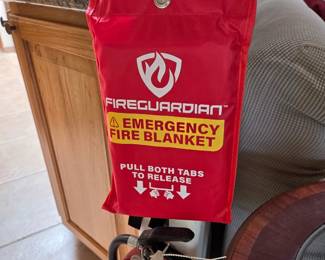 FIREGUARDIAN™
⚠ EMERGENCY
FIRE BLANKET
PULL BOTH TABS
TO RELEASE